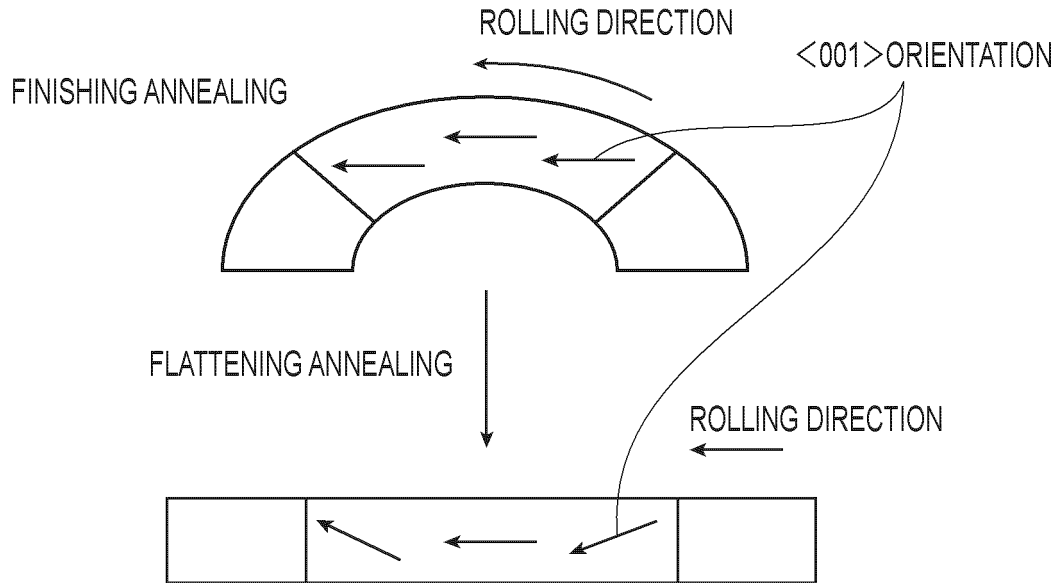 ROLLING DIRECTION
<001>ORIENTATION
FINISHING ANNEALING
FLATTENING ANNEALING
ROLLING DIRECTION